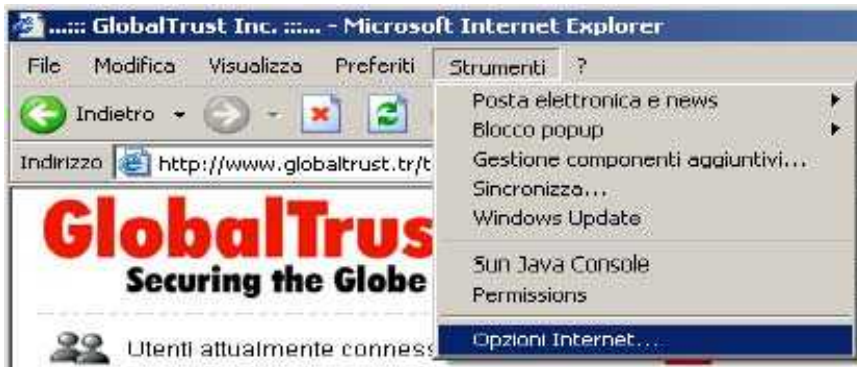 ...::: GlobalTrust Inc. :::... - Microsoft Internet Explorer
File Modifica Visualizza Preferiti Strumenti ?
Indietro
Indirizzo http://www.globaltrust.tr/t
Posta elettronica e news
Blocco popup
Gestione componenti aggiuntivi...
Sincronizza...
Windows Update
Sun Java Console
Permissions
Opzioni Internet...
GlobalTrus
Securing the Globe
Utenti attualmente conness